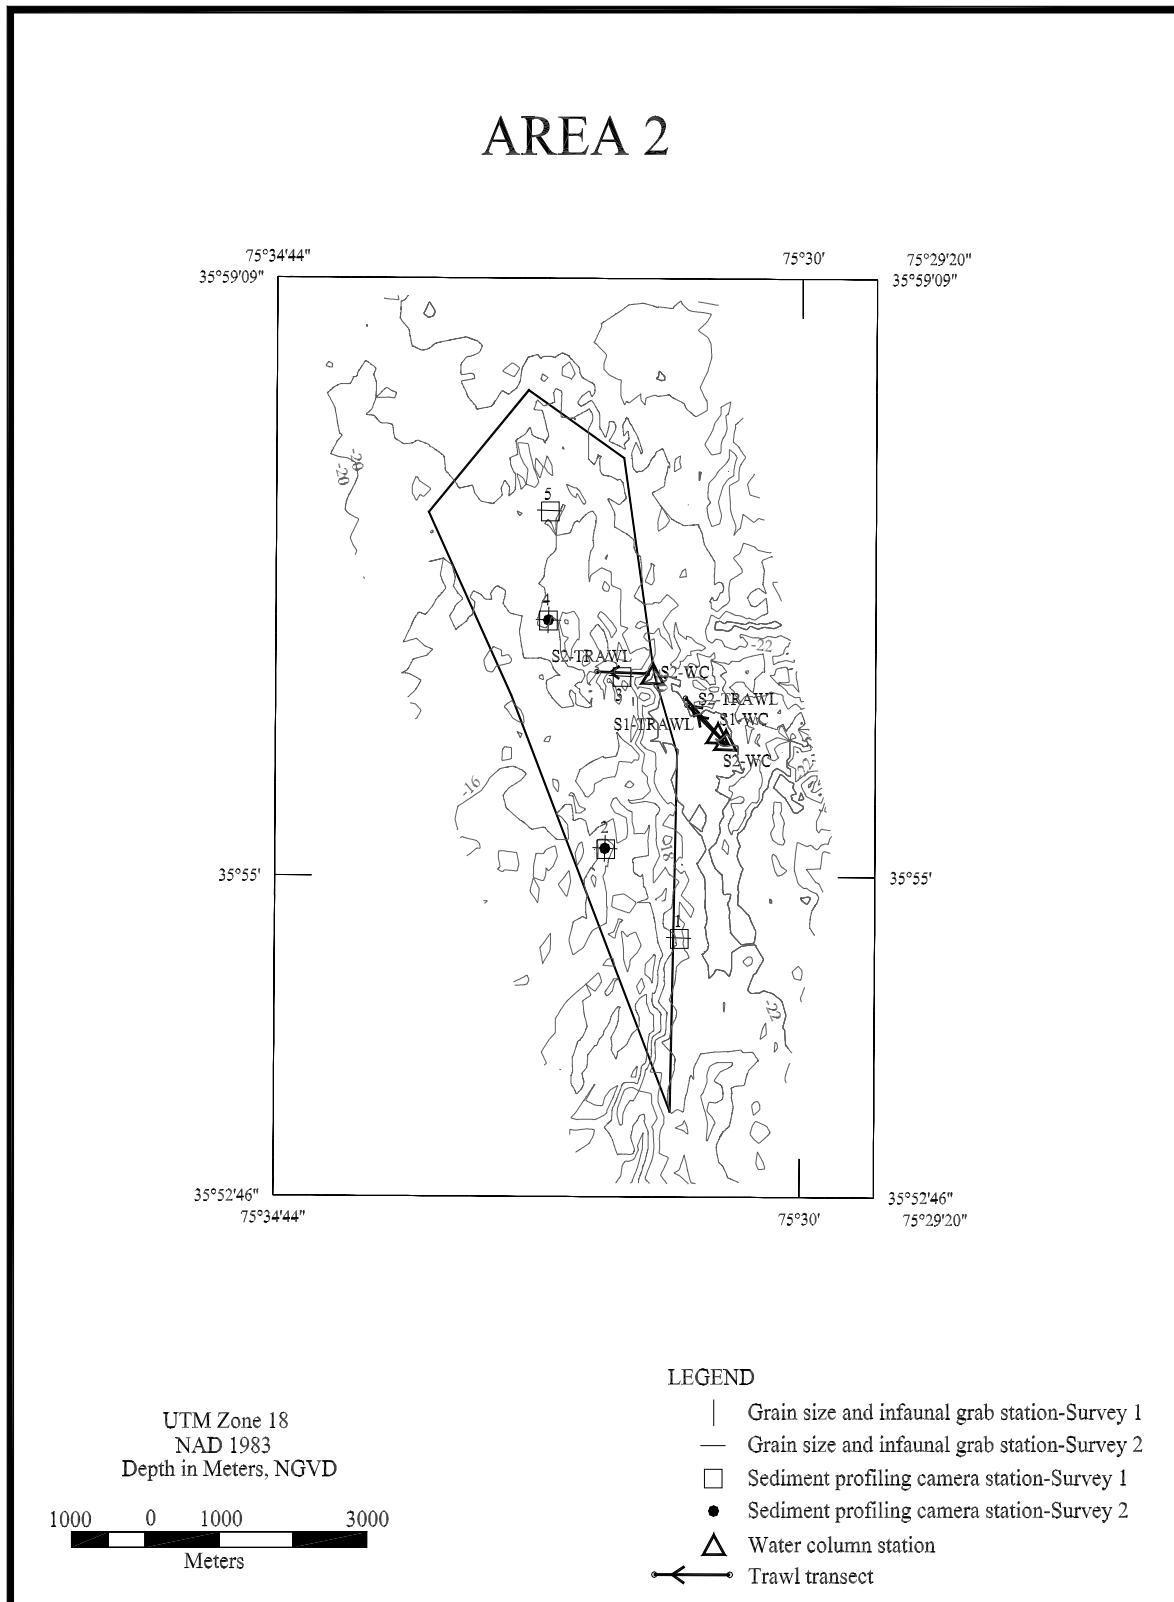 AREA 2
75°34'44" 75°30' 75°29'20"
35°59'09" 35°59'09"
-20
-20
5
4
-22
S2-TRAWL
S2-WC
3
S2-TRAWL
S1-WC
S1-TRAWL
S2-WC
-16
2
-18
35°55' 35°55'
1
-22
35°52'46" 35°52'46"
75°34'44" 75°30' 75°29'20"
UTM Zone 18
NAD 1983
Depth in Meters, NGVD
1000 0 1000 3000
Meters
LEGEND
Grain size and infaunal grab station-Survey 1
Grain size and infaunal grab station-Survey 2
Sediment profiling camera station-Survey 1
Sediment profiling camera station-Survey 2
Water column station
Trawl transect